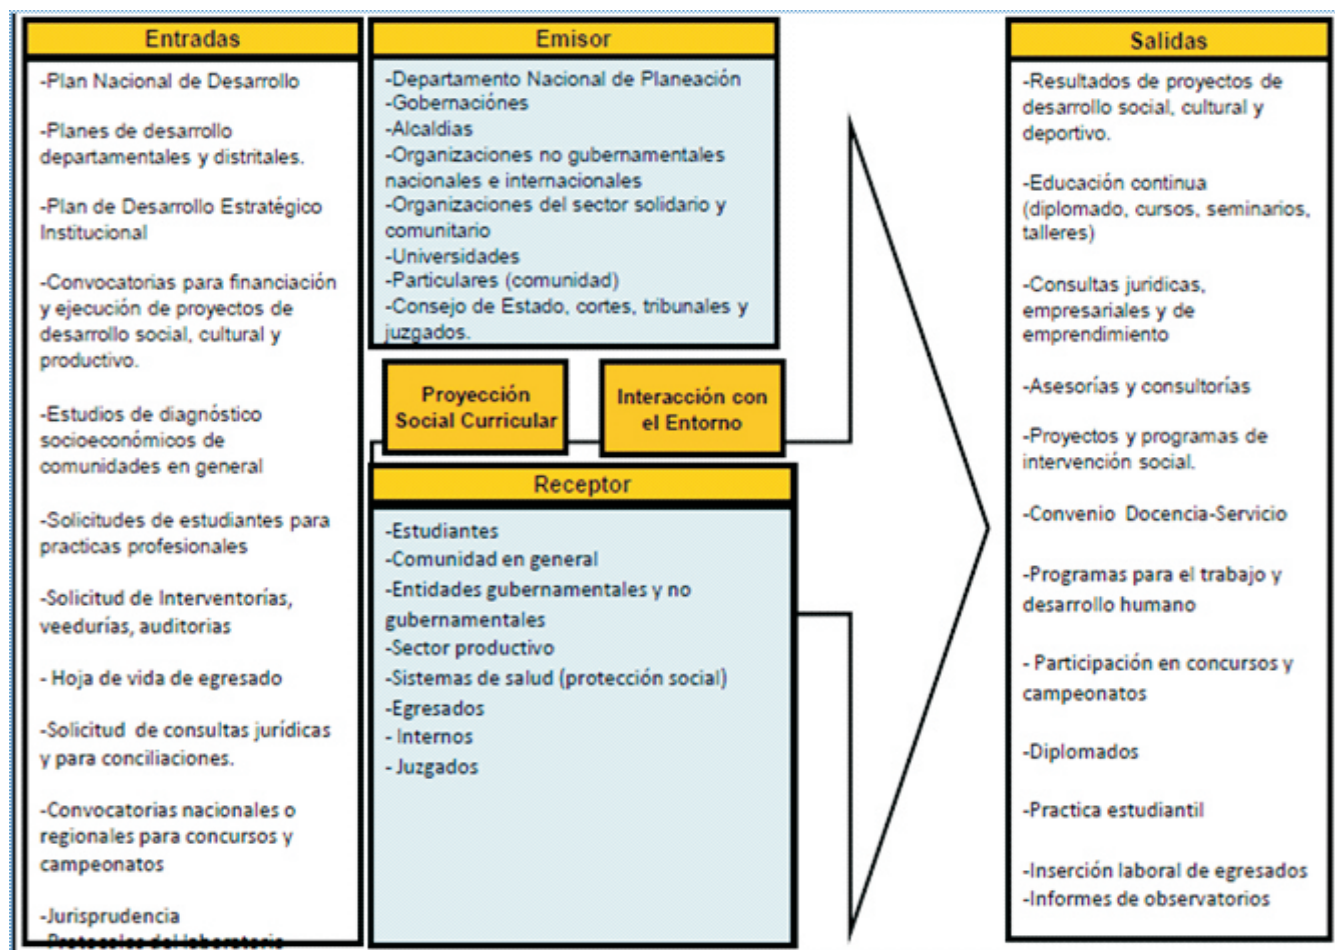 Entradas
-Plan Nacional de Desarrollo
-Planes de desarrollo
departamentales y distritales.
-Plan de Desarrollo Estratégico
Institucional
-Convocatorias para financiación
y ejecución de proyectos de
desarrollo social, cultural y
productivo.
-Estudios de diagnóstico
socioeconómicos de
comunidades en general
-Solicitudes de estudiantes para
practicas profesionales
-Solicitud de Interventorías,
veedurías, auditorias
- Hoja de vida de egresado
-Solicitud de consultas jurídicas
y para conciliaciones.
-Convocatorias nacionales o
regionales para concursos y
campeonatos
-Jurisprudencia
-Protocolos del laboratorio
Emisor
-Departamento Nacional de Planeación
-Gobernaciónes
-Alcaldias
-Organizaciones no gubernamentales
nacionales e internacionales
-Organizaciones del sector solidario y
comunitario
-Universidades
-Particulares (comunidad)
-Consejo de Estado, cortes, tribunales y
juzgados.
Proyección
Social Curricular
Interacción con
el Entorno
Receptor
-Estudiantes
-Comunidad en general
-Entidades gubernamentales y no
gubernamentales
-Sector productivo
-Sistemas de salud (protección social)
-Egresados
- Internos
- Juzgados
Salidas
-Resultados de proyectos de
desarrollo social, cultural y
deportivo.
-Educación continua
(diplomado, cursos, seminarios,
talleres)
-Consultas juridicas,
empresariales y de
emprendimiento
-Asesorías y consultorías
-Proyectos y programas de
intervención social.
-Convenio Docencia-Servicio
-Programas para el trabajo y
desarrollo humano
- Participación en concursos y
campeonatos
-Diplomados
-Practica estudiantil
-Inserción laboral de egresados
-Informes de observatorios